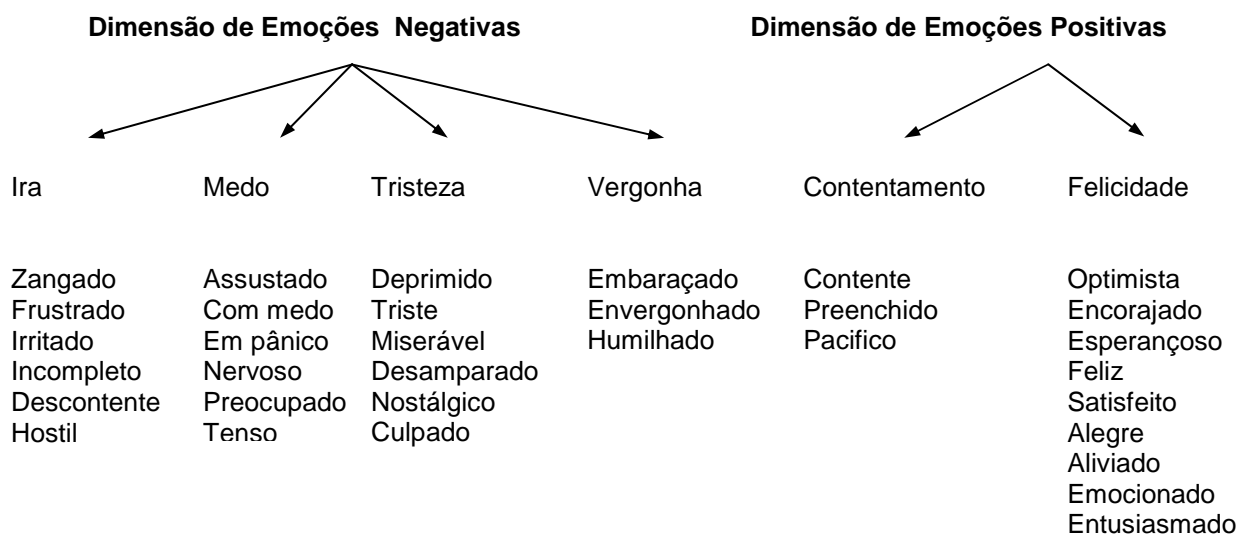 Dimensão de Emoções Negativas Dimensão de Emoções Positivas
Ira Medo Tristeza Vergonha Contentamento Felicidade
Zangado Assustado Deprimido Embaraçado Contente Optimista
Frustrado Com medo Triste Envergonhado Preenchido Encorajado
Irritado Em pânico Miserável Humilhado Pacifico Esperançoso
Incompleto Nervoso Desamparado Feliz
Descontente Preocupado Nostálgico Satisfeito
Hostil Tenso Culpado Alegre
Aliviado
Emocionado
Entusiasmado